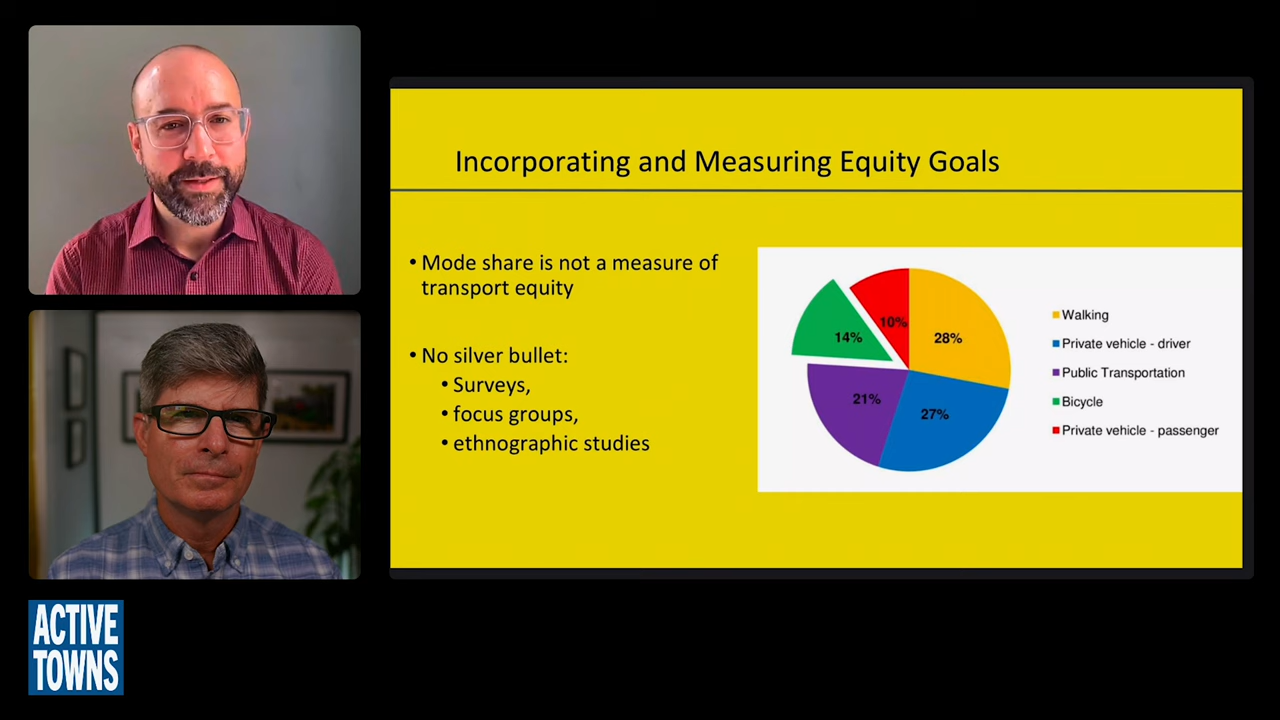 Incorporating and Measuring Equity Goals
• Mode share is not a measure of
transport equity
• No silver bullet:
• Surveys,
• focus groups,
• ethnographic studies
10%
28%
14%
21%
27%
Walking
Private vehicle - driver
Public Transportation
Bicycle
Private vehicle - passenger
ACTIVE
TOWNS